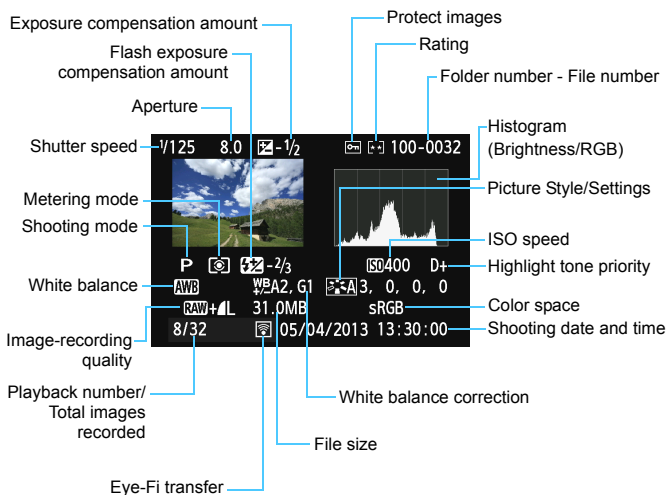 Exposure compensation amount
Protect images
Flash exposure
compensation amount
Rating
Folder number - File number
Aperture
Histogram
(Brightness/RGB)
Shutter speed
1/125 8.0 -1/2 100-0032
Picture Style/Settings
Metering mode
Shooting mode
ISO speed
P -2/3 ISO400 D+
Highlight tone priority
White balance
AWB WB+/-A2, G1 A3, 0, 0, 0
RAW+L 31.0MB sRGB
Color space
8/32 05/04/2013 13:30:00
Shooting date and time
Image-recording
quality
Playback number/
Total images
recorded
White balance correction
File size
Eye-Fi transfer